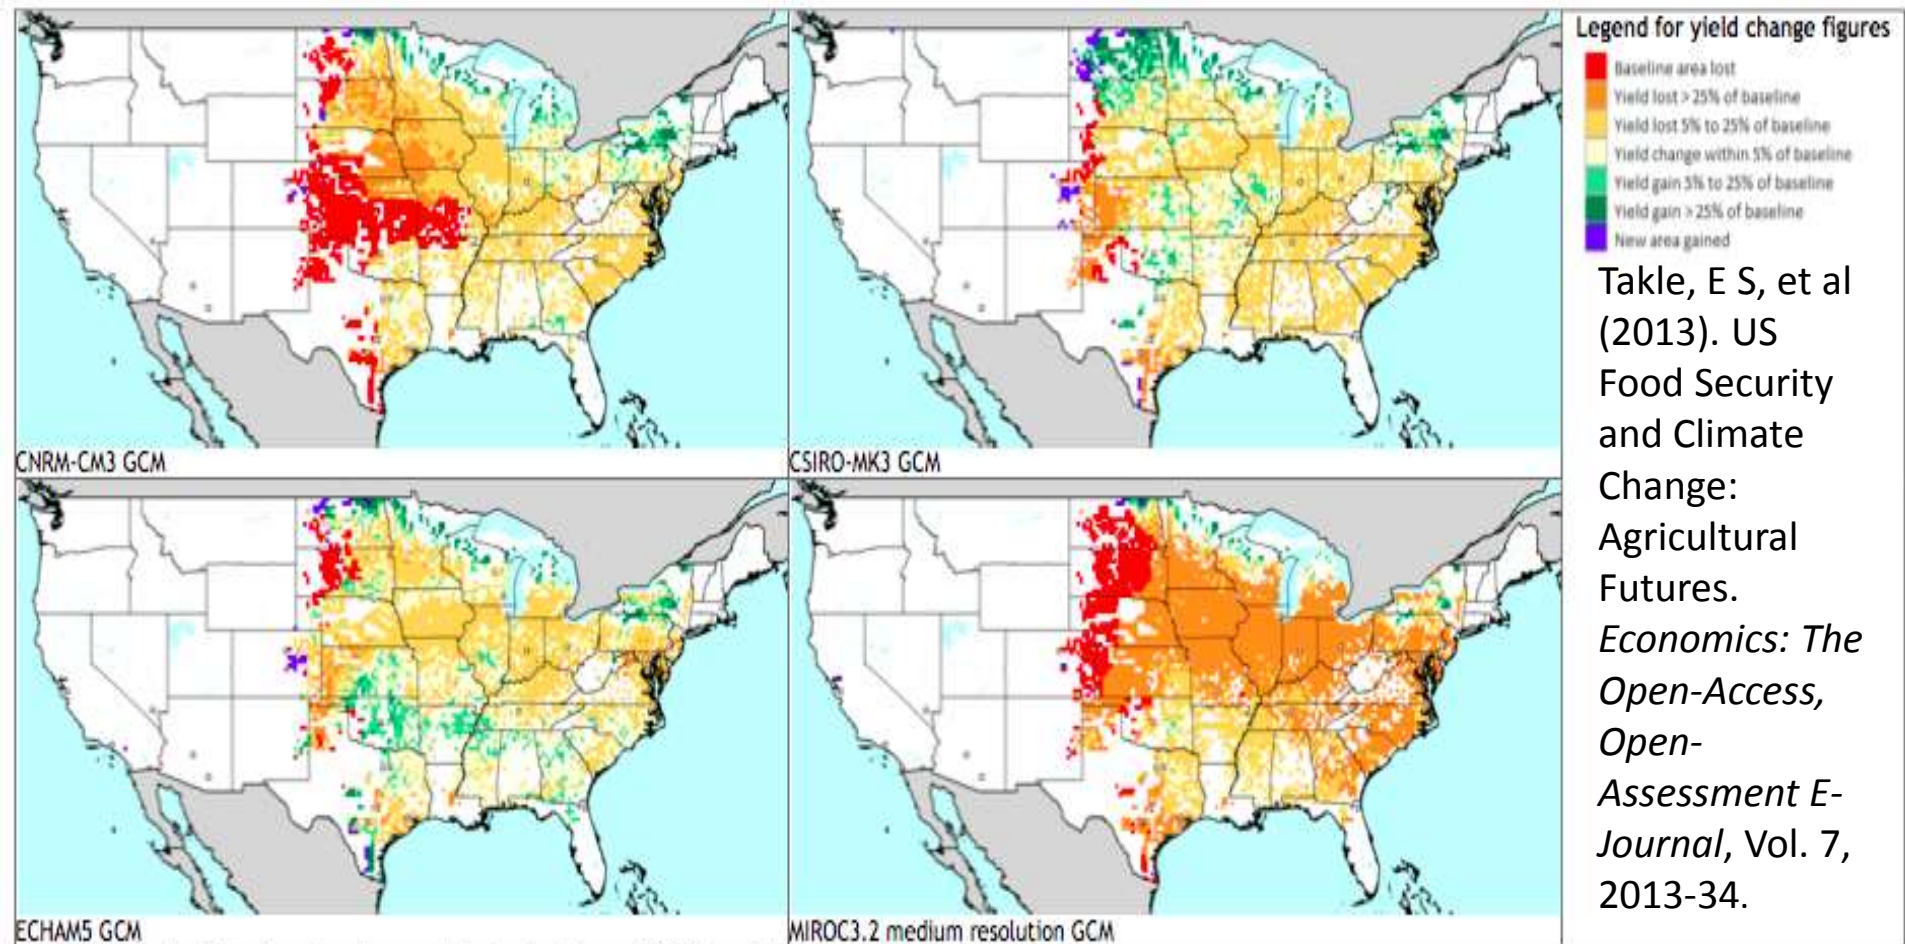 CNRM-CM3 GCM
CSIRO-MK3 GCM
ECHAM5 GCM
MIROC3.2 medium resolution GCM
Legend for yield change figures
Baseline area lost
Yield lost > 25% of baseline
Yield lost 5% to 25% of baseline
Yield change within 5% of baseline
Yield gain 5% to 25% of baseline
Yield gain > 25% of baseline
New area gained
Takle, E S, et al
(2013). US
Food Security
and Climate
Change:
Agricultural
Futures.
Economics: The
Open-Access,
Open-
Assessment E-
Journal, Vol. 7,
2013-34.